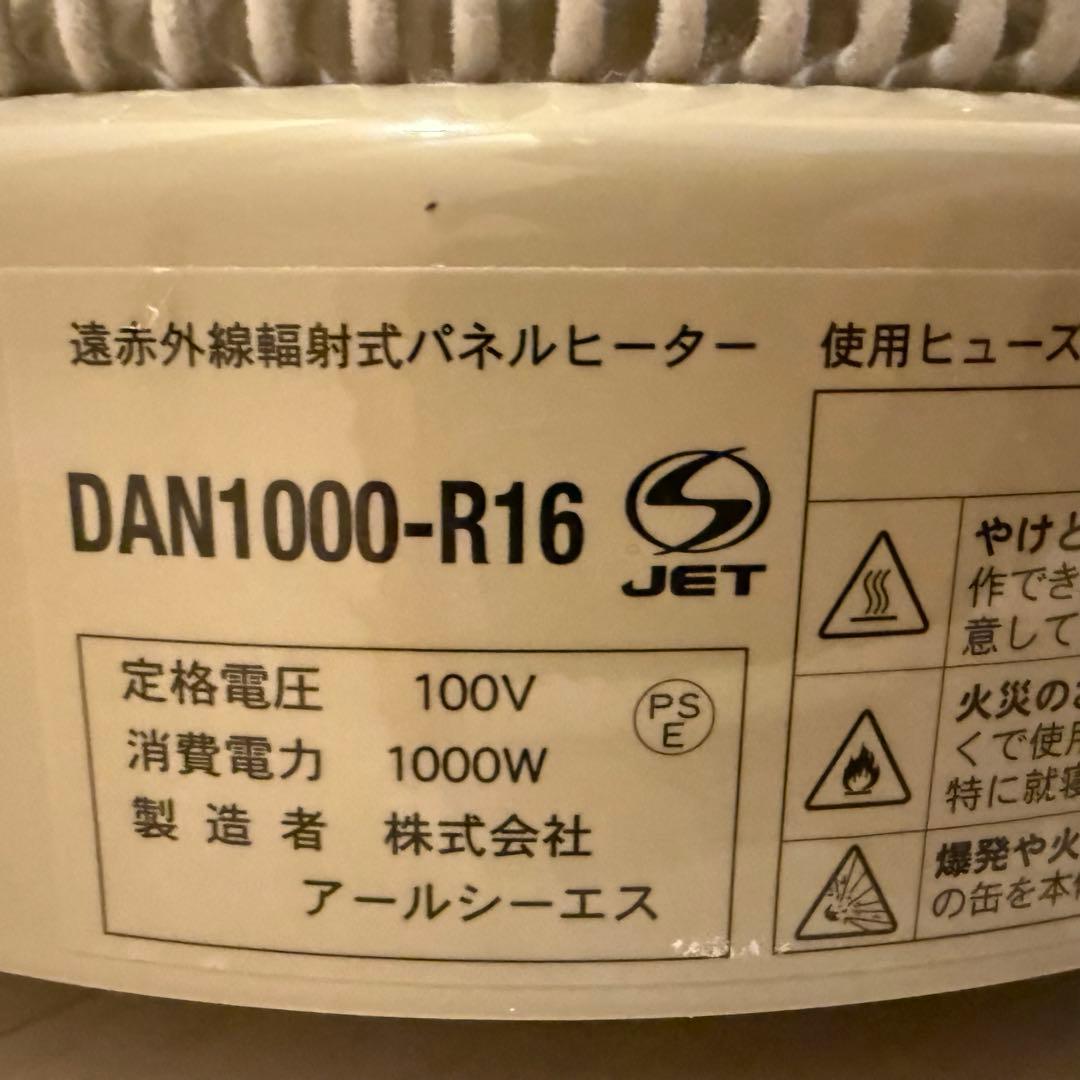 遠赤外線輻射式パネルヒーター
DAN1000-R16
JET
定格電圧 100V
消費電力 1000W
製造者 株式会社
アールシーエス
PS
E
使用ヒューズ
やけど
作でき
意して
火災の
くで使用
特に就寝
爆発や火
の缶を本体